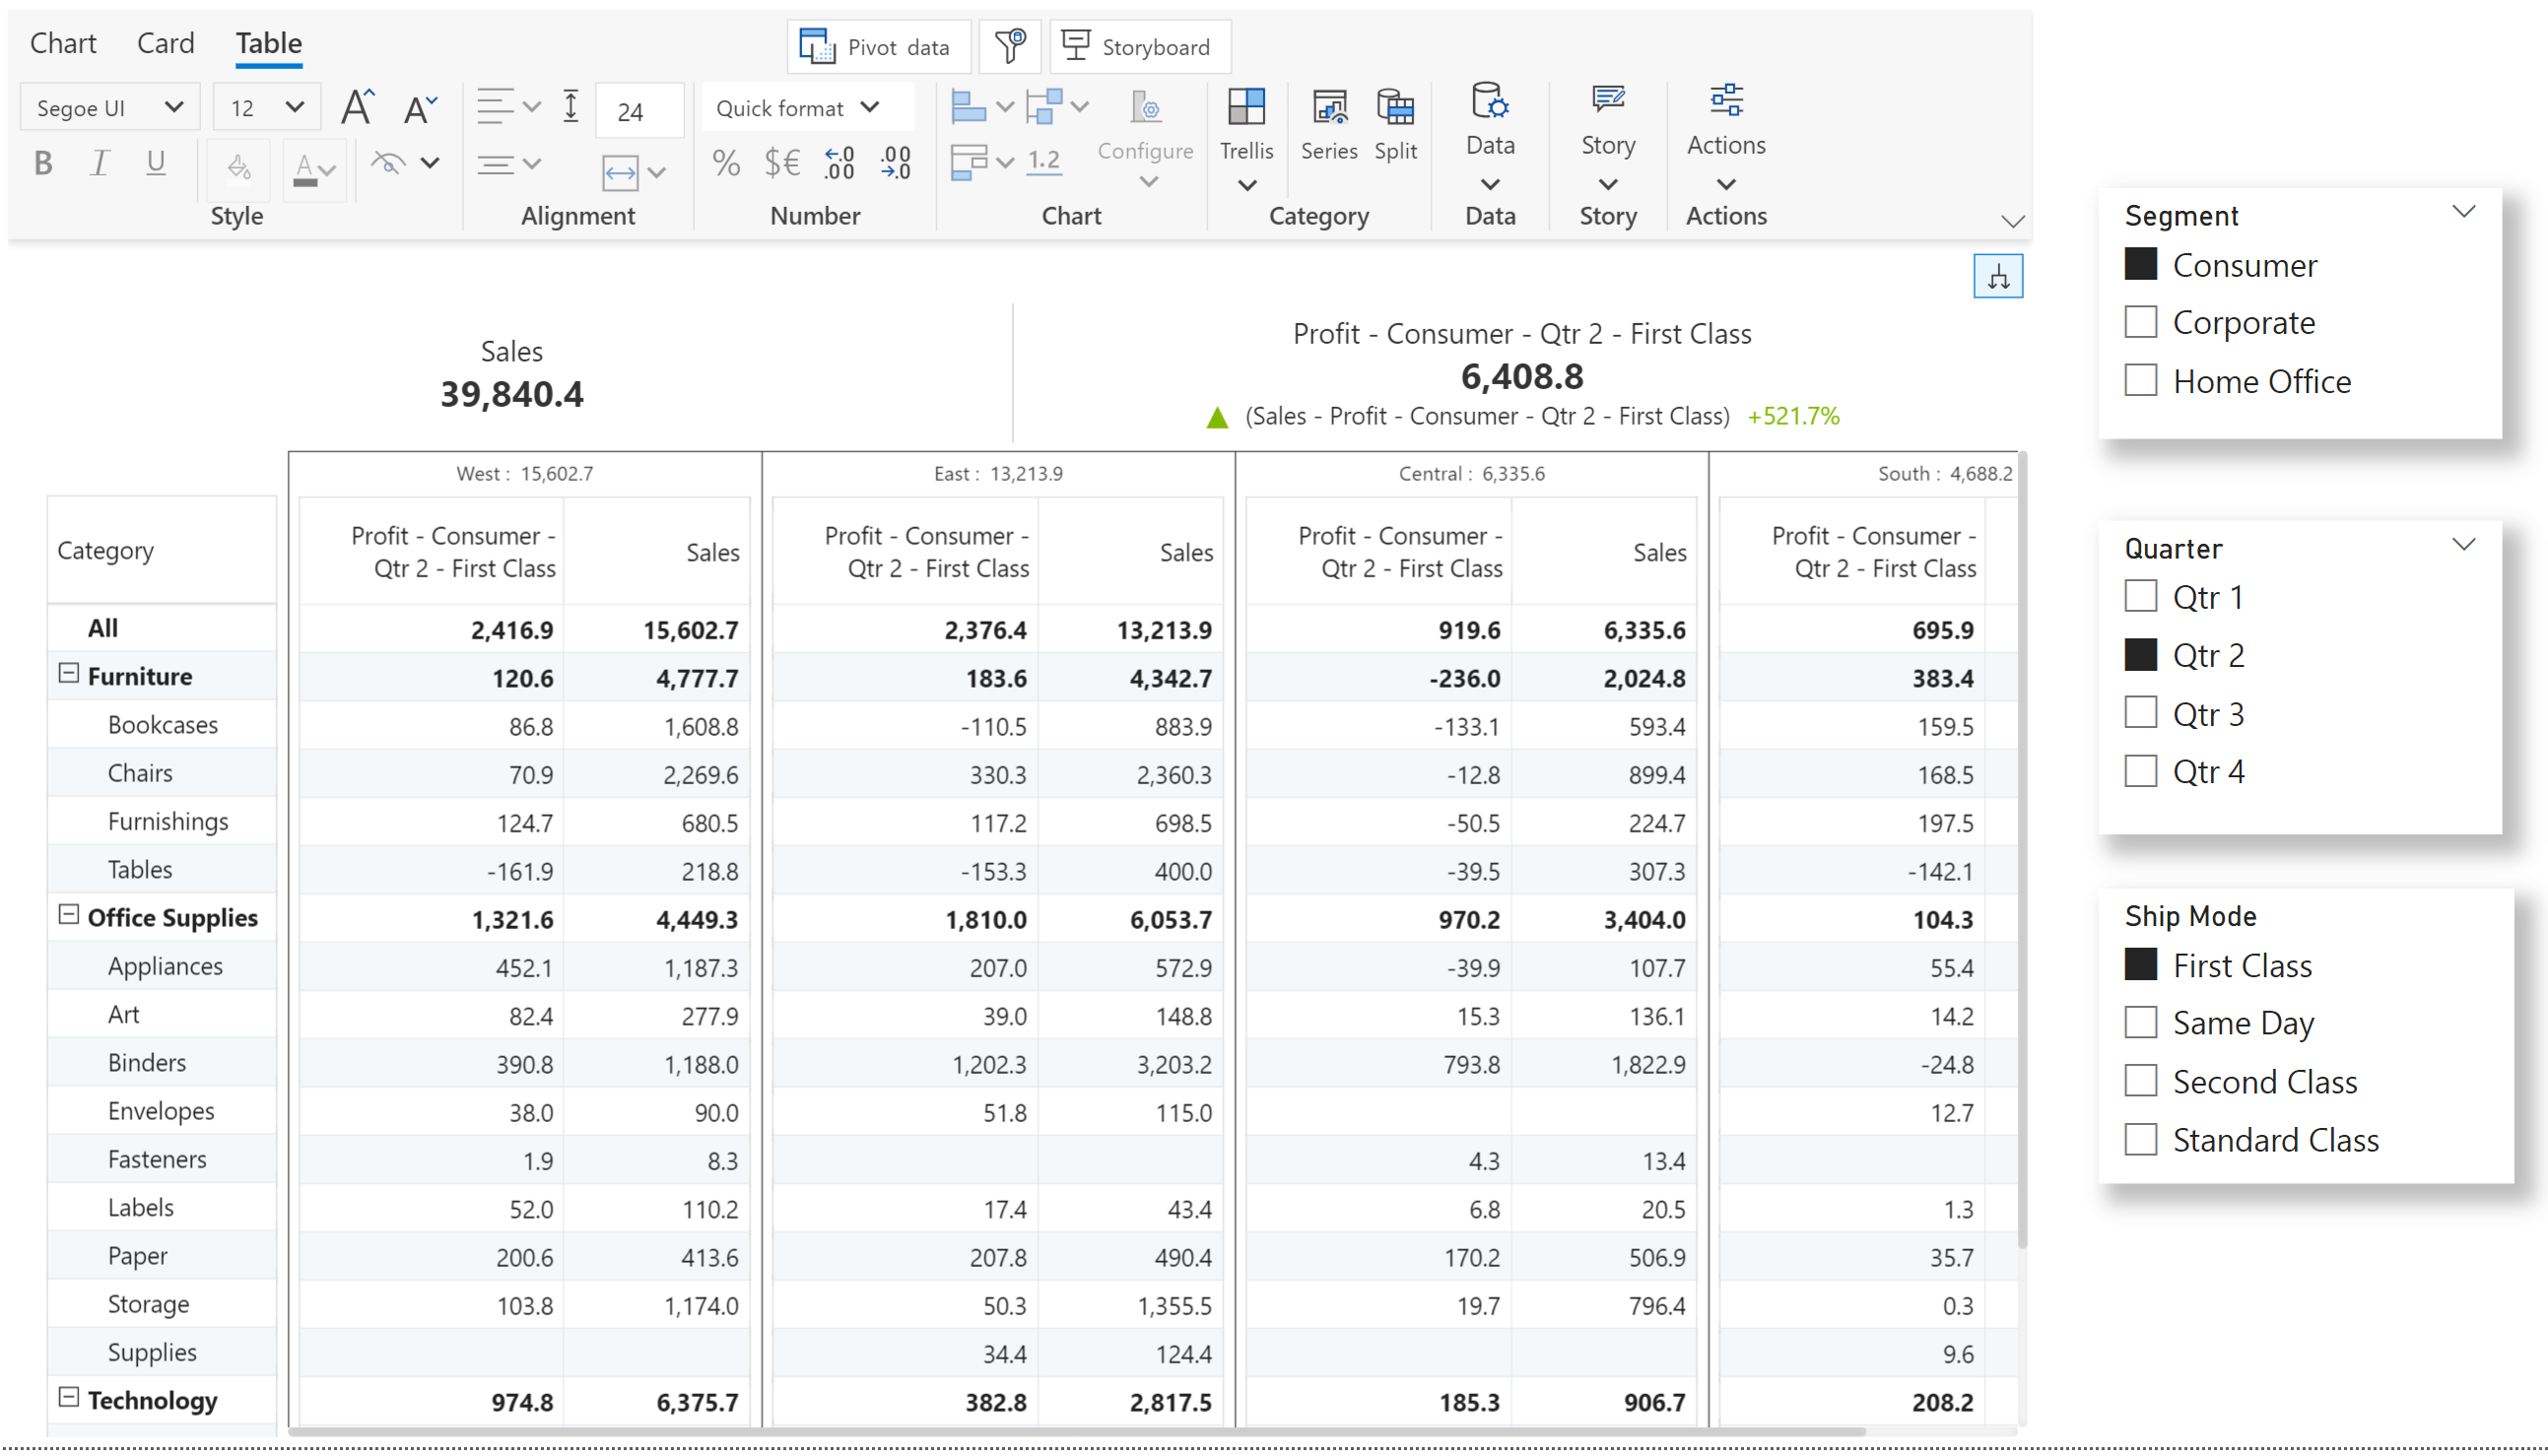 Chart Card Table
Pivot data Storyboard
Segoe UI 12 A A 24 Quick format
B I U A % $€ ←.0 .00 .00 →.0 1.2 Configure Trellis Series Split Data Story Actions
Style Alignment Number Chart Category Data Story Actions
Sales
39,840.4
Profit - Consumer - Qtr 2 - First Class
6,408.8
(Sales - Profit - Consumer - Qtr 2 - First Class) +521.7%
West : 15,602.7 East : 13,213.9 Central : 6,335.6 South : 4,688.2
Category Profit - Consumer - Qtr 2 - First Class Sales Profit - Consumer - Qtr 2 - First Class Sales Profit - Consumer - Qtr 2 - First Class Sales Profit - Consumer - Qtr 2 - First Class
All 2,416.9 15,602.7 2,376.4 13,213.9 919.6 6,335.6 695.9
Furniture 120.6 4,777.7 183.6 4,342.7 -236.0 2,024.8 383.4
Bookcases 86.8 1,608.8 -110.5 883.9 -133.1 593.4 159.5
Chairs 70.9 2,269.6 330.3 2,360.3 -12.8 899.4 168.5
Furnishings 124.7 680.5 117.2 698.5 -50.5 224.7 197.5
Tables -161.9 218.8 -153.3 400.0 -39.5 307.3 -142.1
Office Supplies 1,321.6 4,449.3 1,810.0 6,053.7 970.2 3,404.0 104.3
Appliances 452.1 1,187.3 207.0 572.9 -39.9 107.7 55.4
Art 82.4 277.9 39.0 148.8 15.3 136.1 14.2
Binders 390.8 1,188.0 1,202.3 3,203.2 793.8 1,822.9 -24.8
Envelopes 38.0 90.0 51.8 115.0 12.7
Fasteners 1.9 8.3 4.3 13.4
Labels 52.0 110.2 17.4 43.4 6.8 20.5 1.3
Paper 200.6 413.6 207.8 490.4 170.2 506.9 35.7
Storage 103.8 1,174.0 50.3 1,355.5 19.7 796.4 0.3
Supplies 34.4 124.4 9.6
Technology 974.8 6,375.7 382.8 2,817.5 185.3 906.7 208.2
Segment
Consumer
Corporate
Home Office
Quarter
Qtr 1
Qtr 2
Qtr 3
Qtr 4
Ship Mode
First Class
Same Day
Second Class
Standard Class